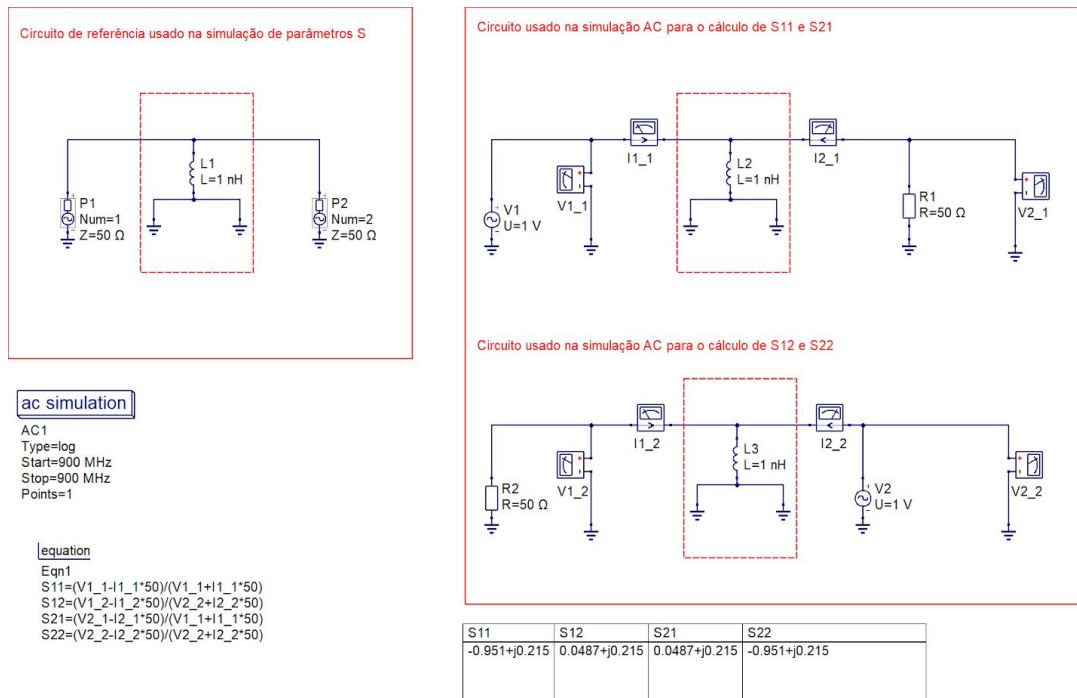 Circuito de referência usado na simulação de parâmetros S
L1
L=1 nH
P1
Num=1
Z=50 Ω
P2
Num=2
Z=50 Ω
Circuito usado na simulação AC para o cálculo de S11 e S21
I1_1
I2_1
V1_1
L2
L=1 nH
V1
U=1 V
R1
R=50 Ω
V2_1
Circuito usado na simulação AC para o cálculo de S12 e S22
I1_2
I2_2
V1_2
L3
L=1 nH
R2
R=50 Ω
V2
U=1 V
V2_2
ac simulation
AC1
Type=log
Start=900 MHz
Stop=900 MHz
Points=1
equation
Eqn1
S11=(V1_1-I1_1*50)/(V1_1+I1_1*50)
S12=(V1_2-I1_2*50)/(V2_2+I2_2*50)
S21=(V2_1-I2_1*50)/(V1_1+I1_1*50)
S22=(V2_2-I2_2*50)/(V2_2+I2_2*50)
S11 S12 S21 S22
-0.951+j0.215 0.0487+j0.215 0.0487+j0.215 -0.951+j0.215